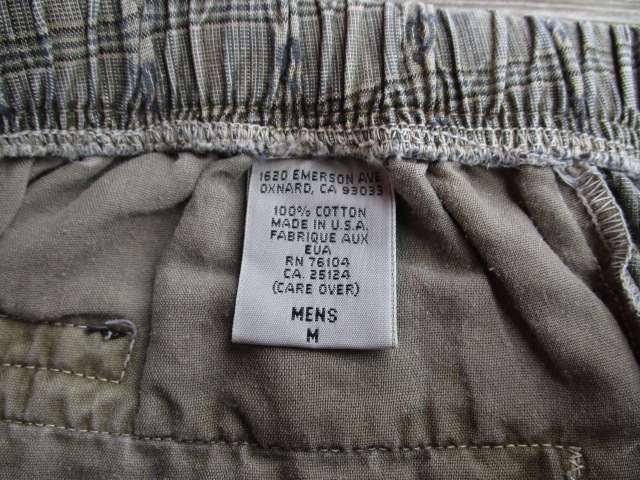 1620 EMERSON AVE
OXNARD, CA 93033
100% COTTON
MADE IN U.S.A.
FABRIQUE AUX
EUA
RN 76104
CA. 25124
(CARE OVER)
MENS
M